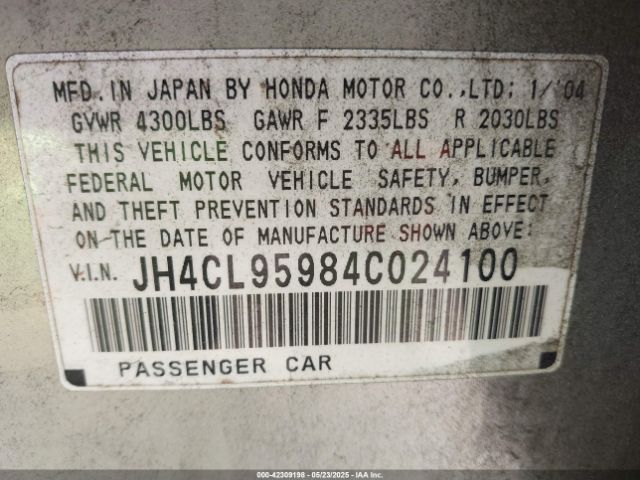 MFD. IN JAPAN BY HONDA MOTOR CO.,LTD: 1/'04
GVWR 4300LBS GAWR F 2335LBS R 2030LBS
THIS VEHICLE CONFORMS TO ALL APPLICABLE
FEDERAL MOTOR VEHICLE SAFETY, BUMPER,
AND THEFT PREVENTION STANDARDS IN EFFECT
ON THE DATE OF MANUFACTURE SHOWN ABOVE:
V.I.N. JH4CL95984C024100
PASSENGER CAR
000-42309198 - 05/23/2025 - IAA Inc.